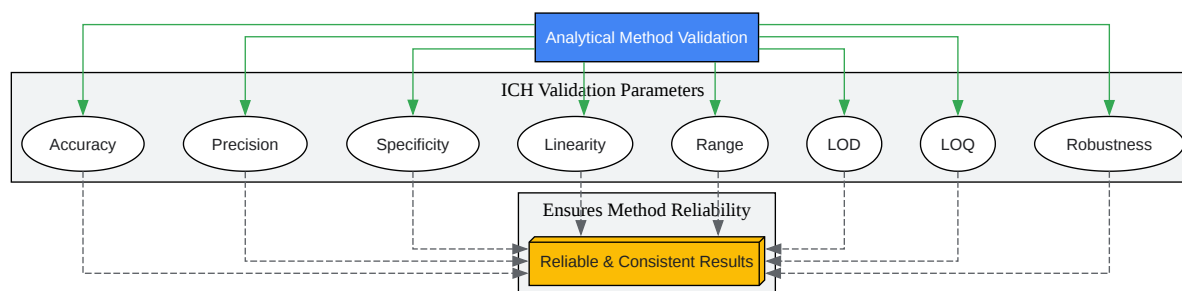 Analytical Method Validation
ICH Validation Parameters
Accuracy
Precision
Specificity
Linearity
Range
LOD
LOQ
Robustness
Ensures Method Reliability
Reliable & Consistent Results